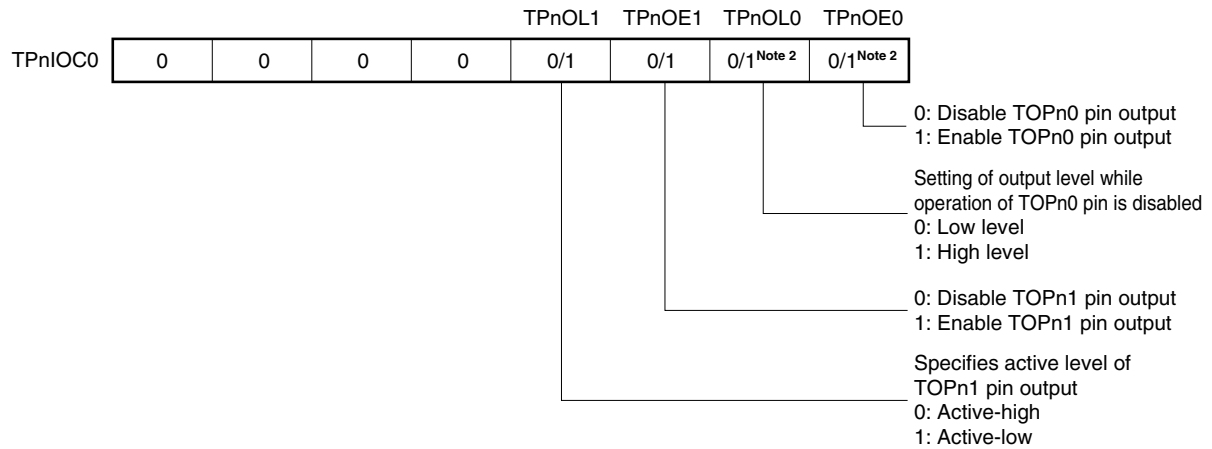 TPnOL1 TPnOE1 TPnOL0 TPnOE0
TPnIOC0 0 0 0 0 0/1 0/1 0/1Note 2 0/1Note 2
0: Disable TOPn0 pin output
1: Enable TOPn0 pin output
Setting of output level while
operation of TOPn0 pin is disabled
0: Low level
1: High level
0: Disable TOPn1 pin output
1: Enable TOPn1 pin output
Specifies active level of
TOPn1 pin output
0: Active-high
1: Active-low